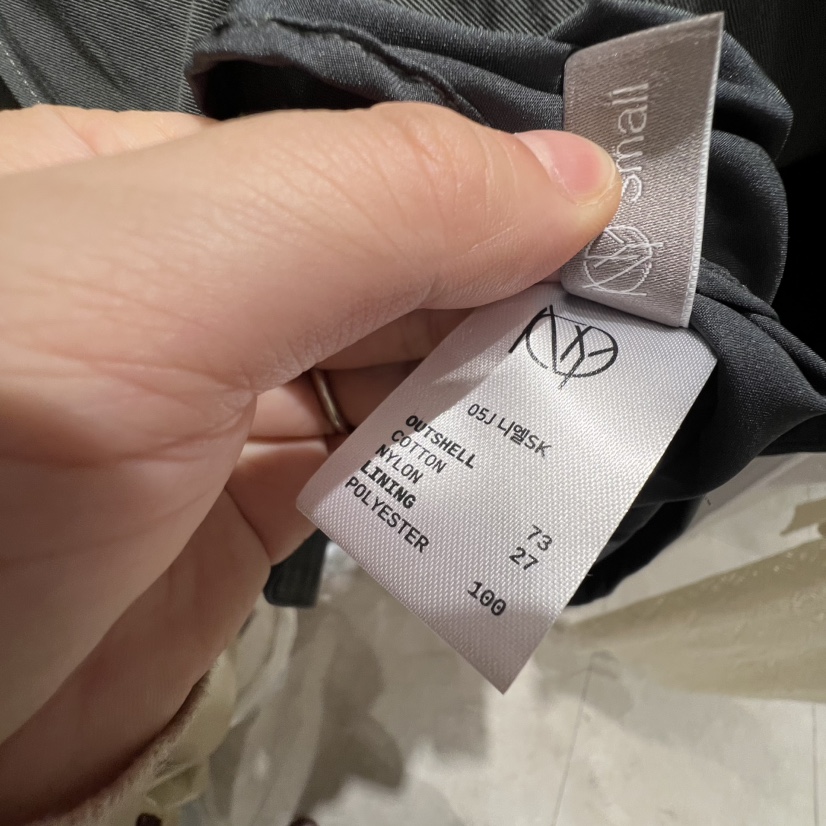 small
05J 니엘SK
OUTSHELL
COTTON 73
NYLON 27
LINING
POLYESTER 100